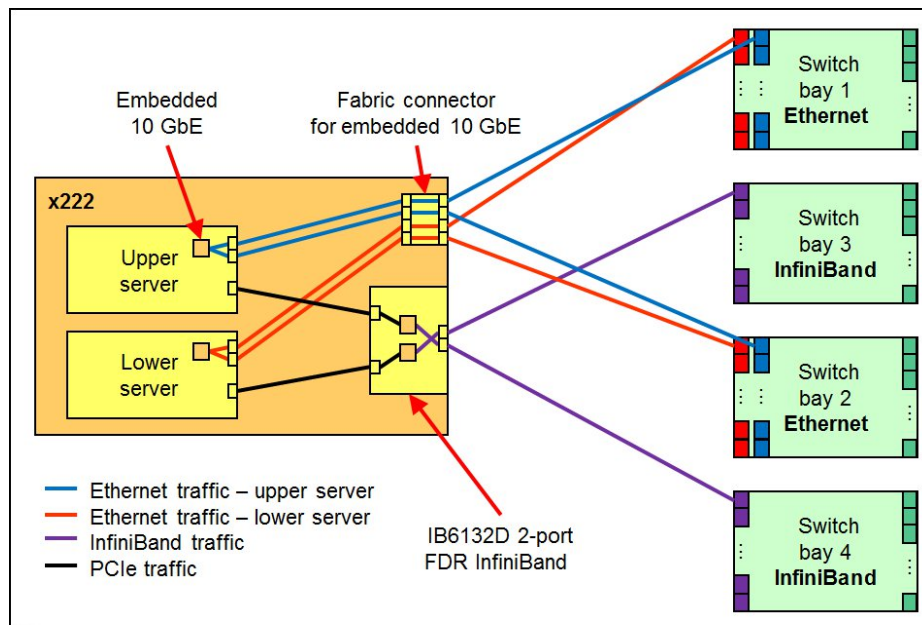 Embedded
10 GbE
Fabric connector
for embedded 10 GbE
x222
Upper
server
Lower
server
Switch
bay 1
Ethernet
Switch
bay 3
InfiniBand
Switch
bay 2
Ethernet
Switch
bay 4
InfiniBand
Ethernet traffic – upper server
Ethernet traffic – lower server
InfiniBand traffic
PCIe traffic
IB6132D 2-port
FDR InfiniBand